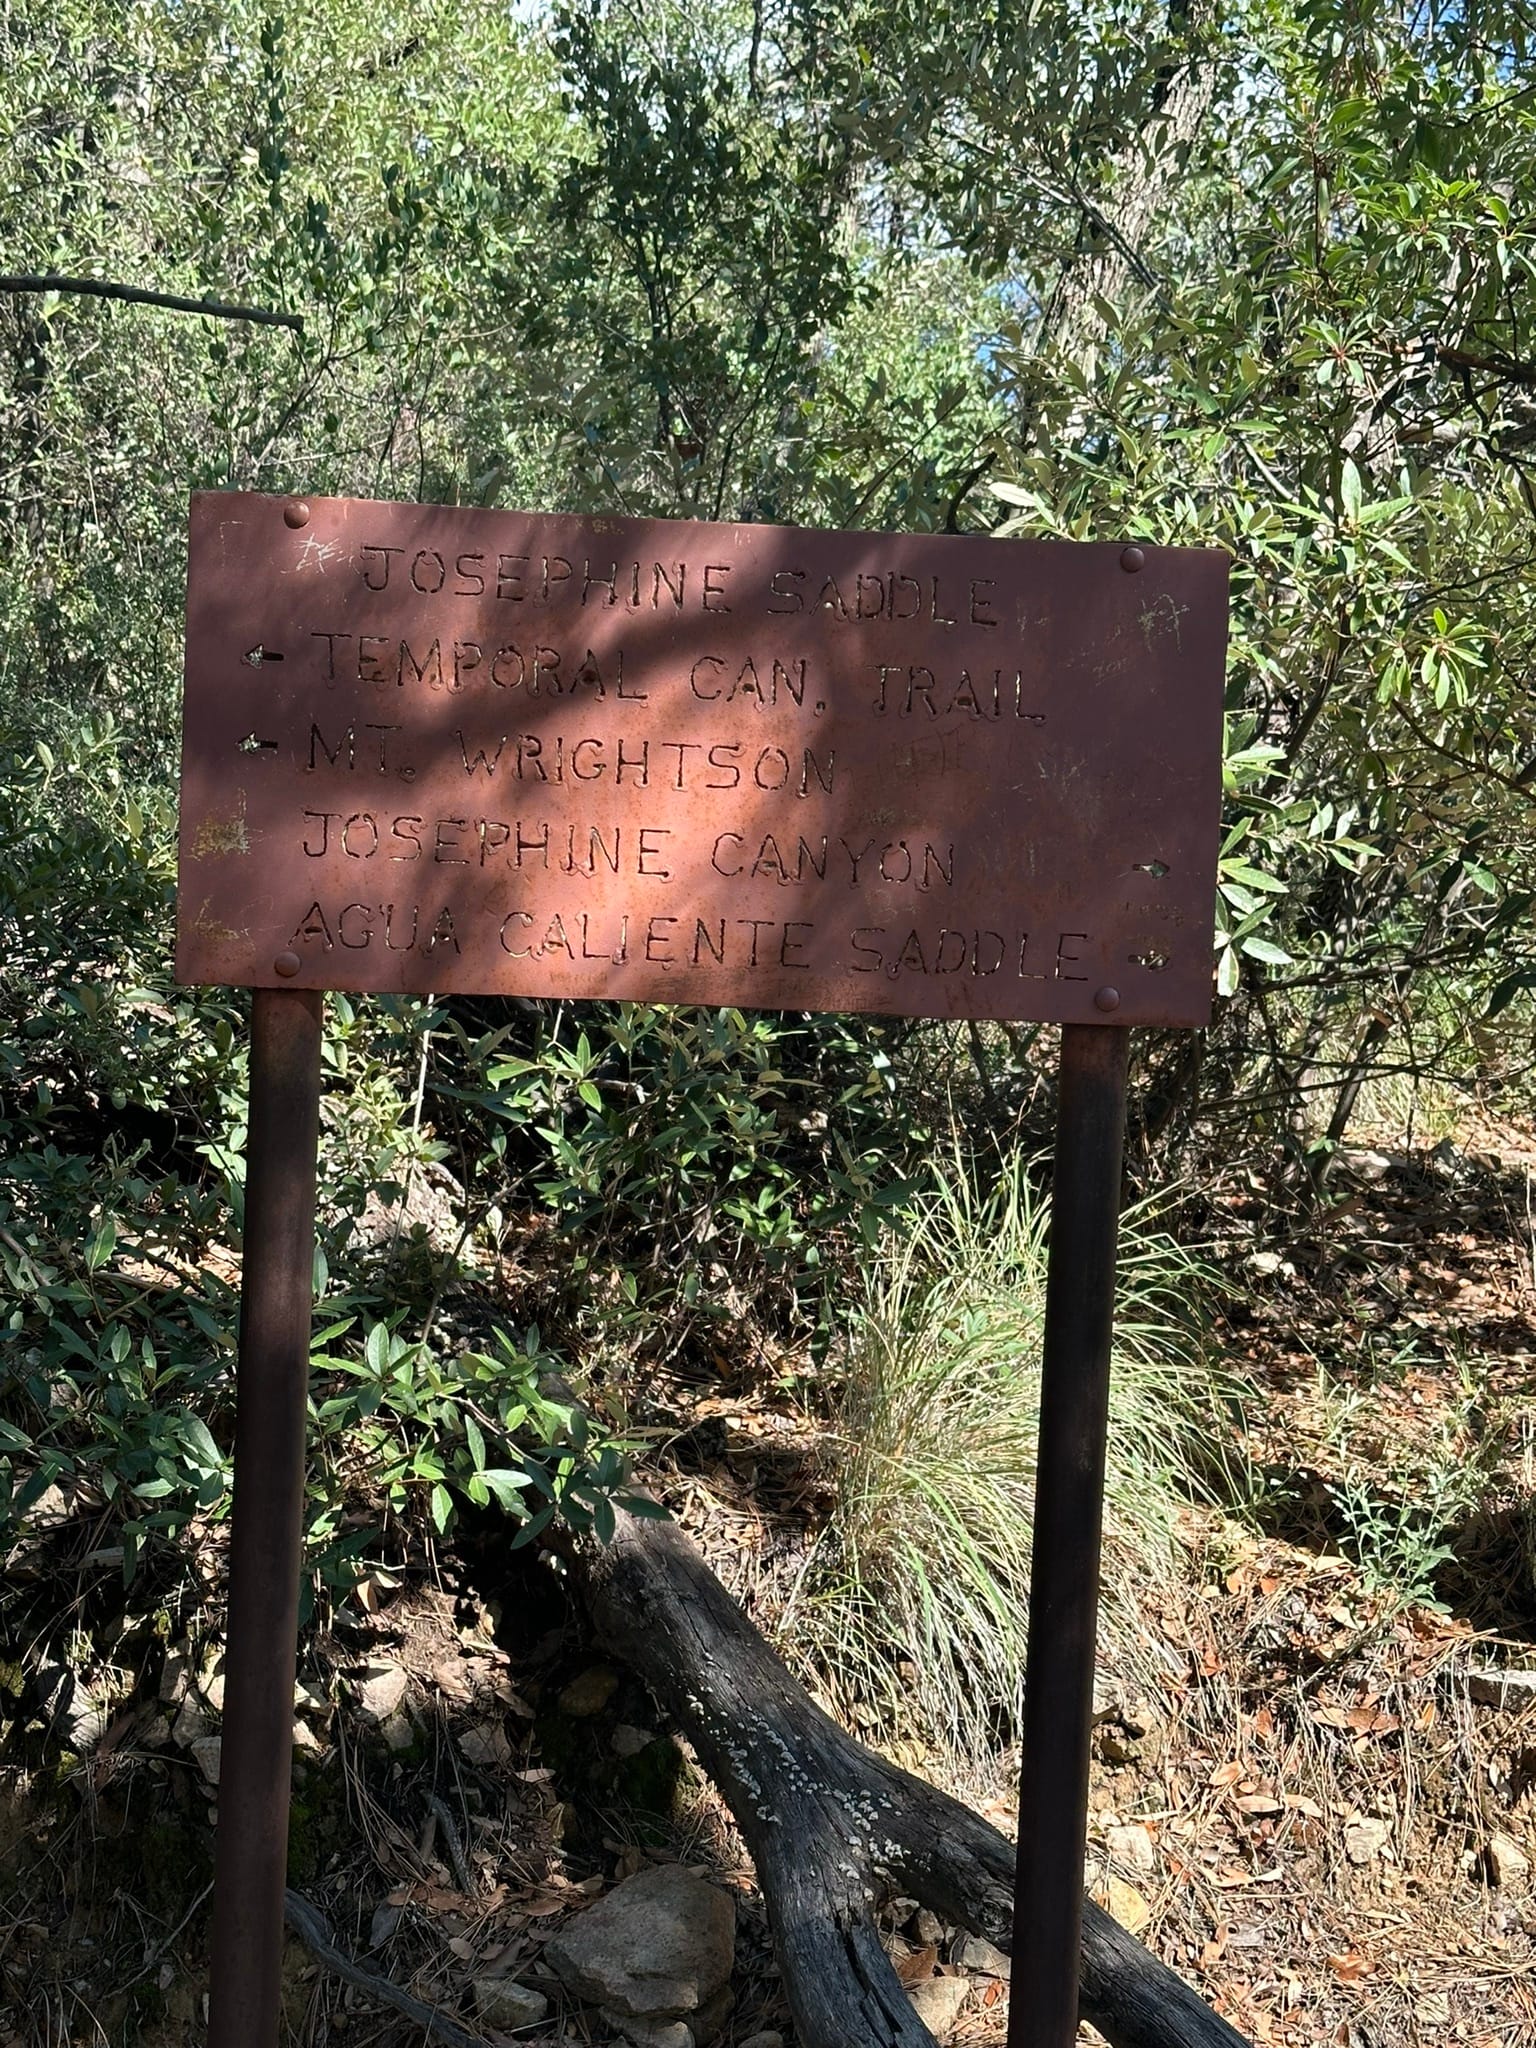 JOSEPHINE SADDLE
← TEMPORAL CAN. TRAIL
← MT. WRIGHTSON
JOSEPHINE CANYON →
AGUA CALIENTE SADDLE →